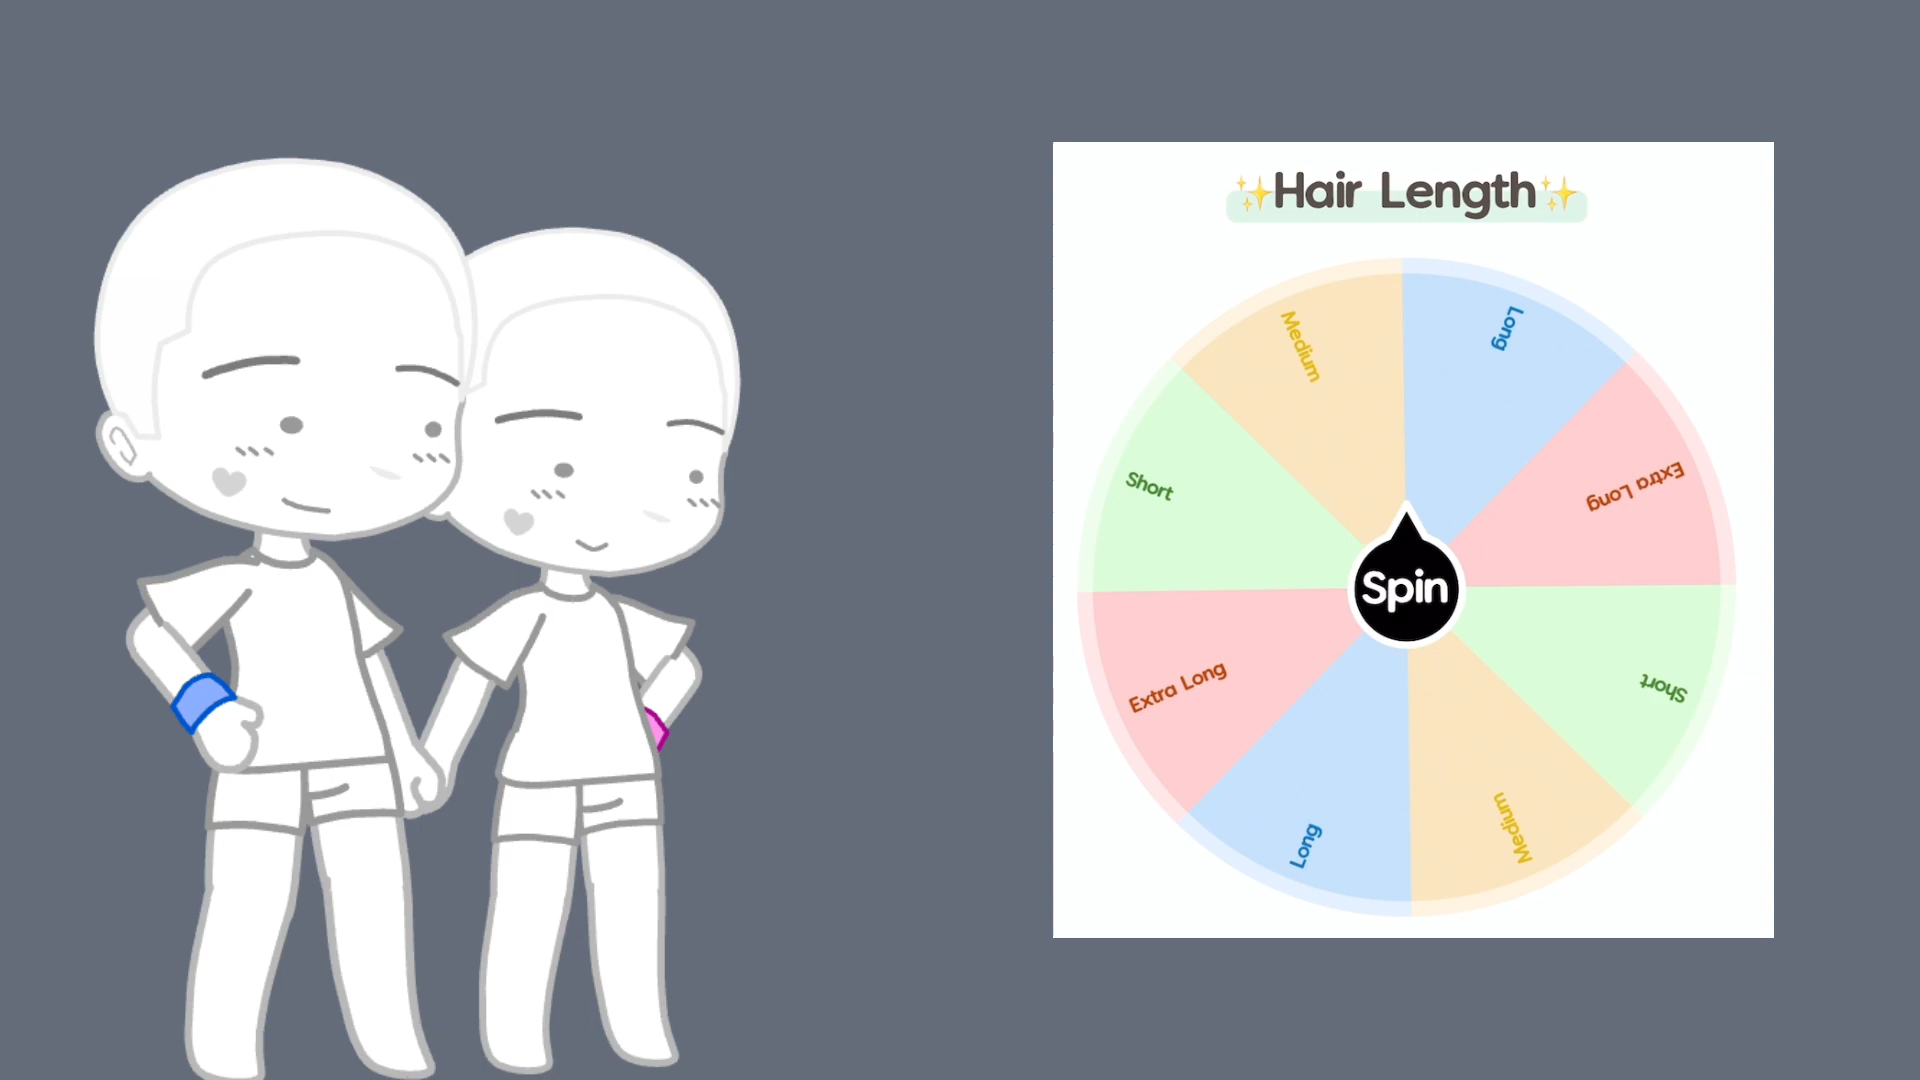 ✨Hair Length✨
Medium
Long
Short
Extra Long
Spin
Extra Long
Short
Long
Medium